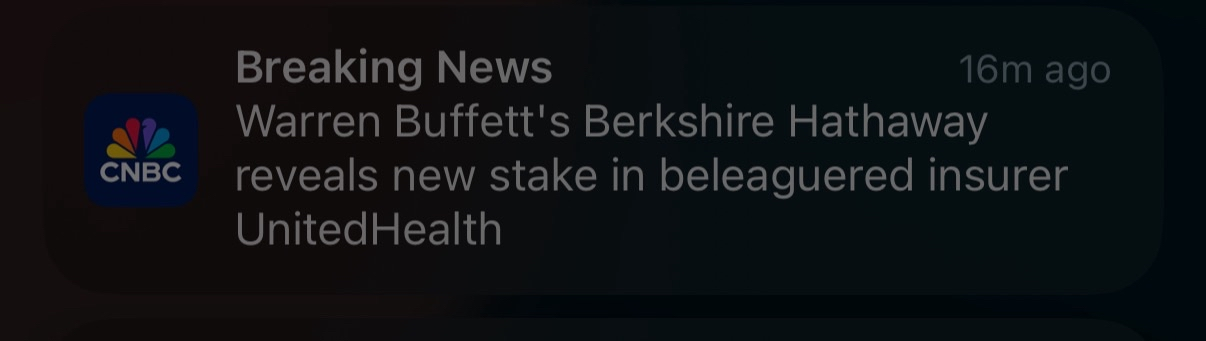 Breaking News
16m ago
Warren Buffett's Berkshire Hathaway
reveals new stake in beleaguered insurer
UnitedHealth
CNBC